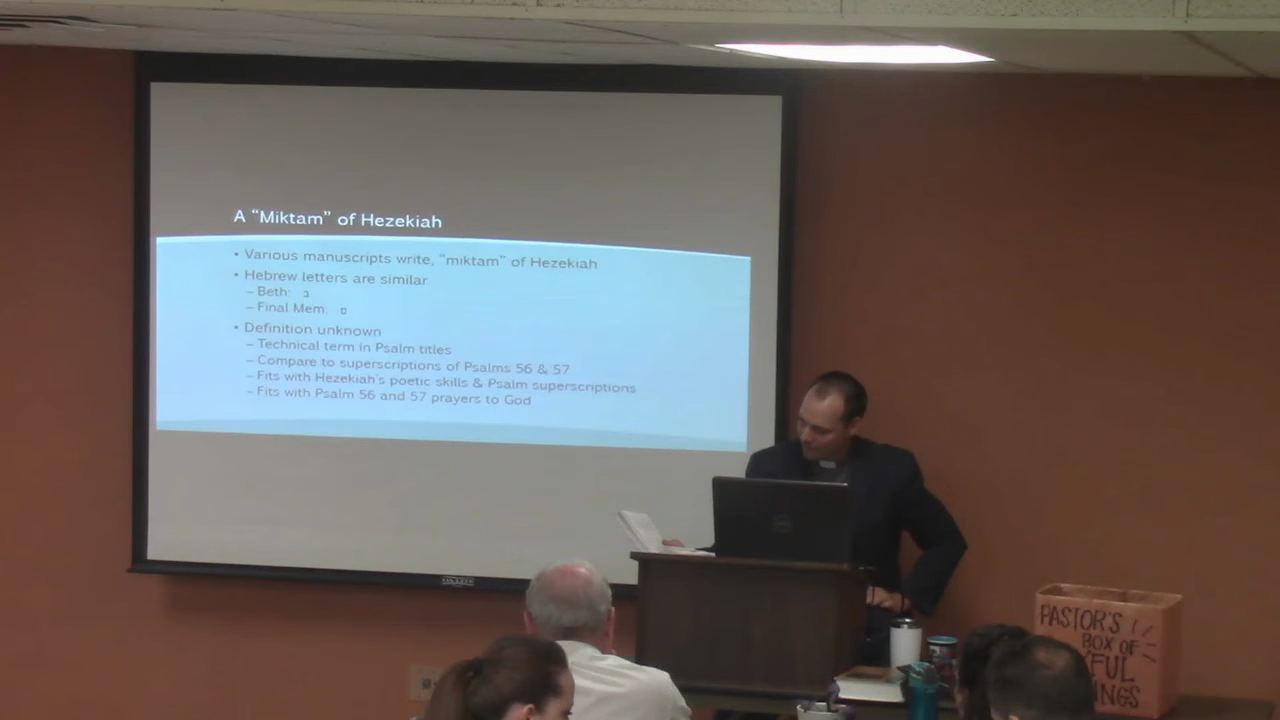 A “Miktam” of Hezekiah
• Various manuscripts write, “miktam” of Hezekiah
• Hebrew letters are similar
– Beth: ב
– Final Mem: ם
• Definition unknown
– Technical term in Psalm titles
– Compare to superscriptions of Psalms 56 & 57
– Fits with Hezekiah’s poetic skills & Psalm superscriptions
– Fits with Psalm 56 and 57 prayers to God
PASTOR'S
BOX OF